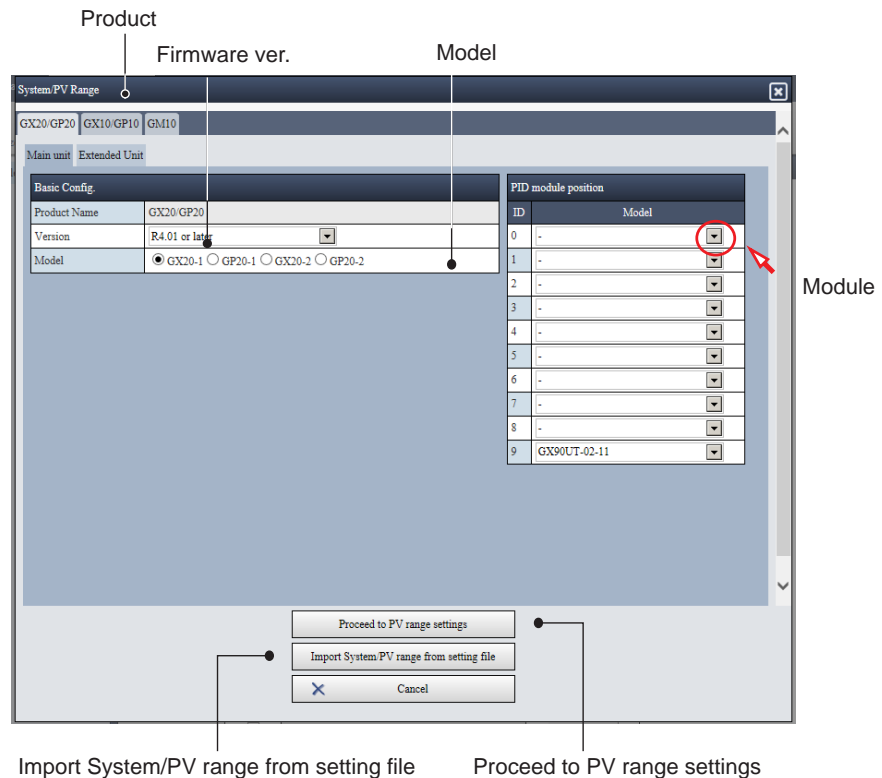 Product
Firmware ver.
Model
System/PV Range
GX20/GP20 GX10/GP10 GM10
Main unit Extended Unit
Basic Config.
Product Name GX20/GP20
Version R4.01 or later
Model GX20-1 GP20-1 GX20-2 GP20-2
PID module position
ID Model
0 -
1 -
2 -
3 -
4 -
5 -
6 -
7 -
8 -
9 GX90UT-02-11
Module
Proceed to PV range settings
Import System/PV range from setting file
Cancel
Import System/PV range from setting file
Proceed to PV range settings